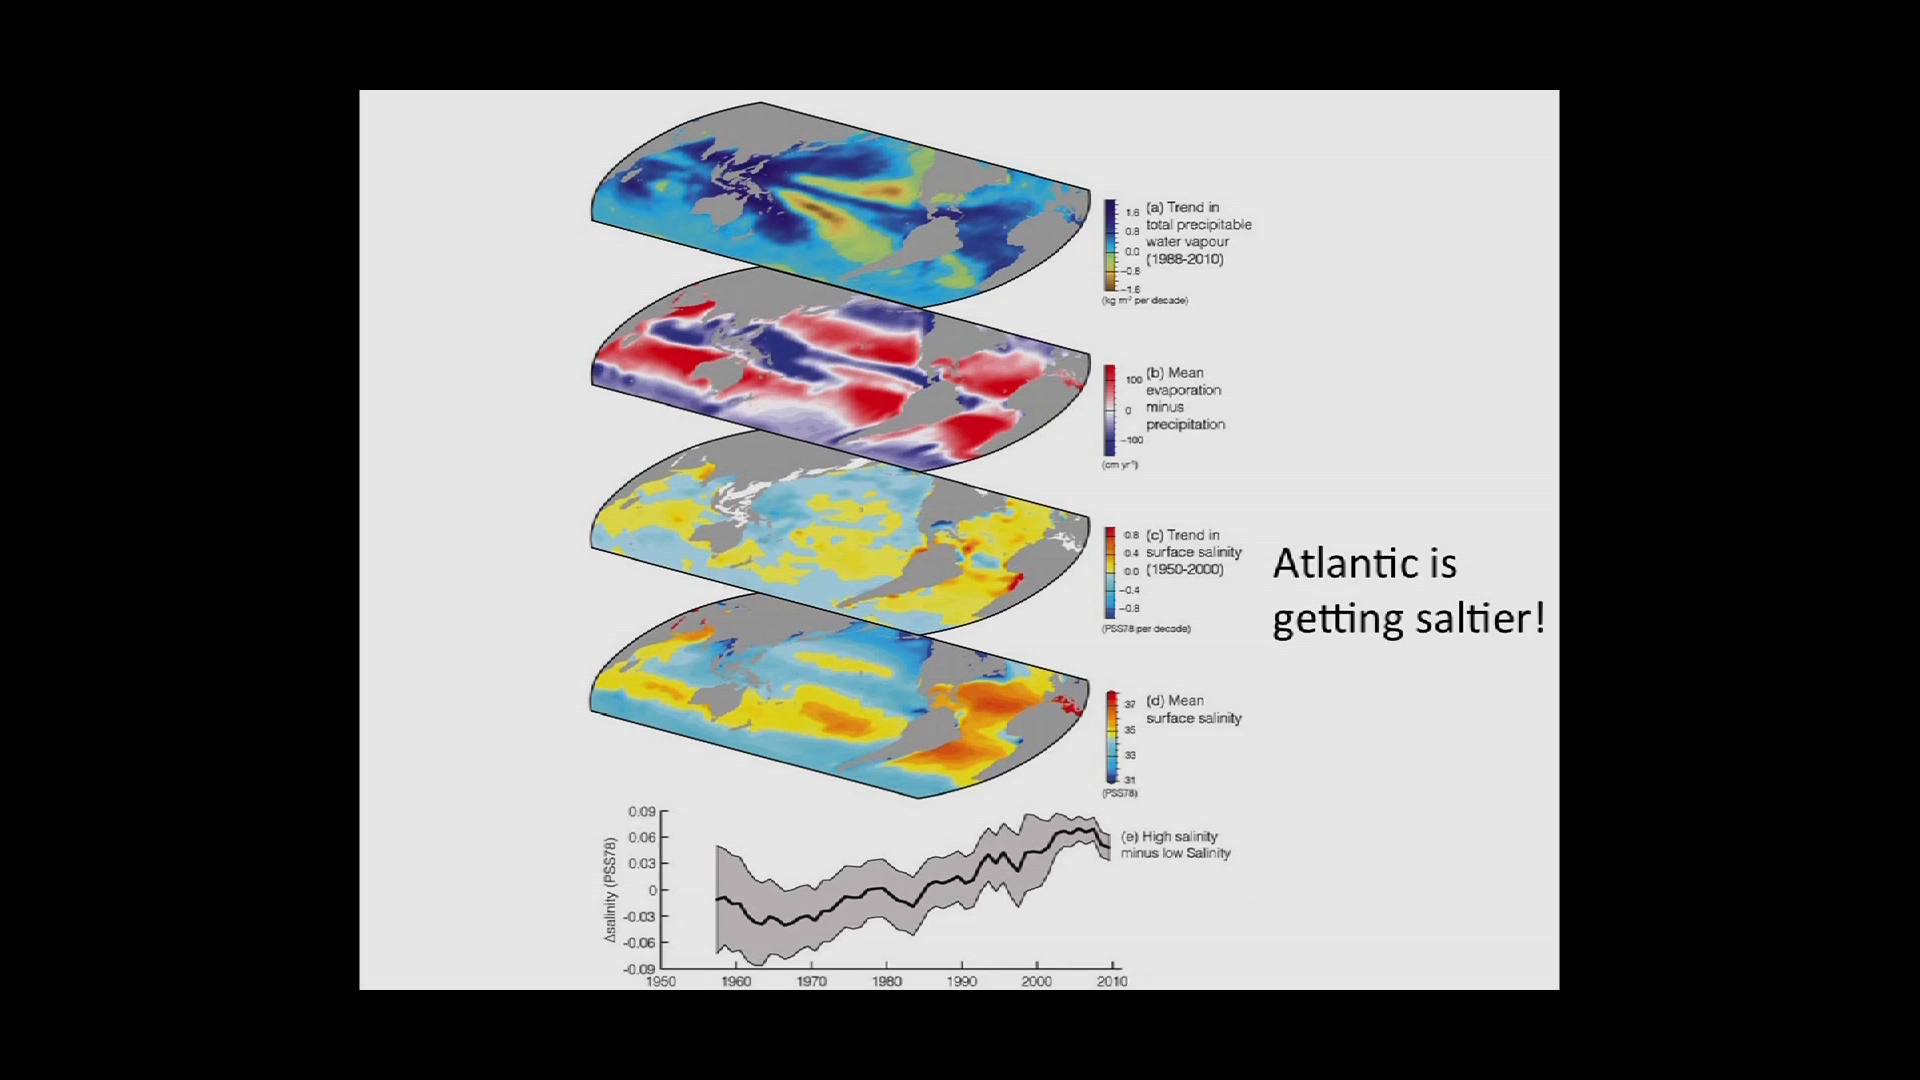 1.6
0.8
0.0
-0.8
-1.6
(kg m⁻² per decade)
(a) Trend in
total precipitable
water vapour
(1988-2010)
100
0
-100
(cm yr⁻¹)
(b) Mean
evaporation
minus
precipitation
0.8
0.4
0.0
-0.4
-0.8
(PSS78 per decade)
(c) Trend in
surface salinity
(1950-2000)
Atlantic is
getting saltier!
37
35
33
31
(PSS78)
(d) Mean
surface salinity
Δsalinity (PSS78)
0.09
0.06
0.03
0
-0.03
-0.06
-0.09
1950 1960 1970 1980 1990 2000 2010
(e) High salinity
minus low Salinity